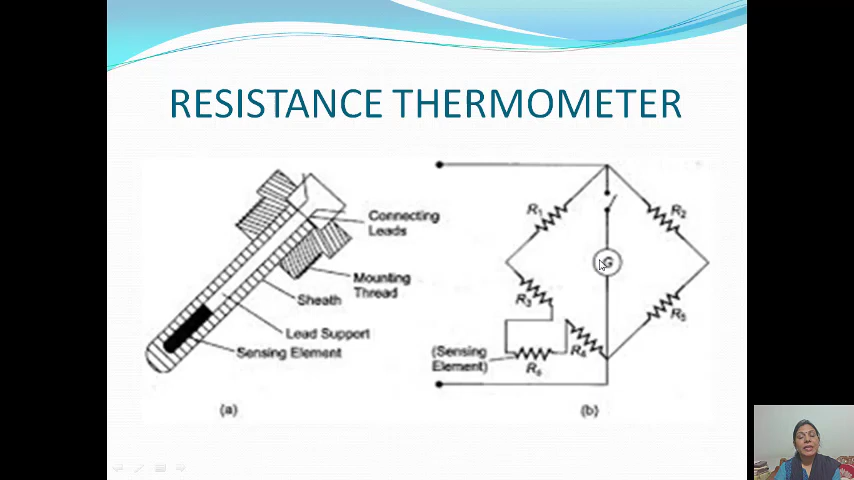 RESISTANCE THERMOMETER
Connecting
Leads
Mounting
Thread
Sheath
Lead Support
Sensing Element
(a)
R1
R2
G
R3
R5
R4
(Sensing
Element)
R6
(b)